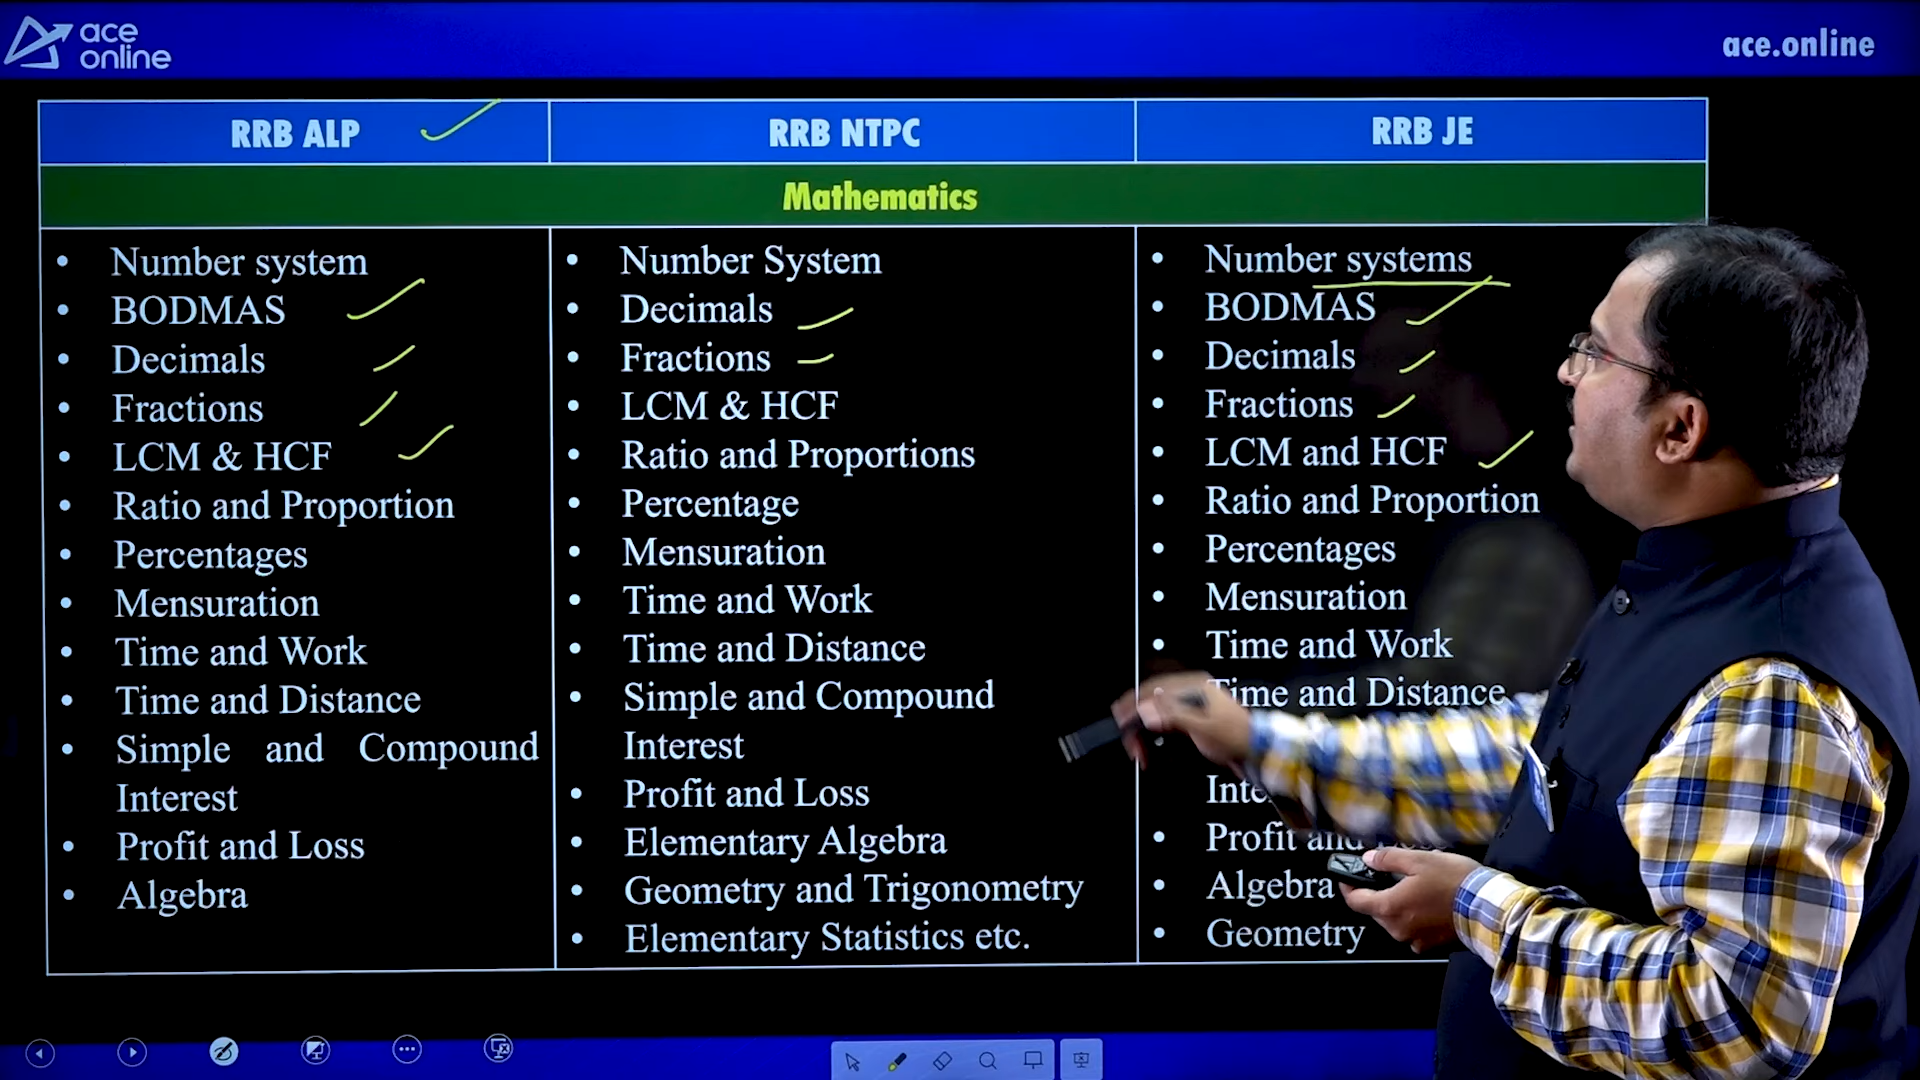 ace
online
ace.online
RRB ALP
RRB NTPC
RRB JE
Mathematics
• Number system
• BODMAS
• Decimals
• Fractions
• LCM & HCF
• Ratio and Proportion
• Percentages
• Mensuration
• Time and Work
• Time and Distance
• Simple and Compound
Interest
• Profit and Loss
• Algebra
• Number System
• Decimals
• Fractions
• LCM & HCF
• Ratio and Proportions
• Percentage
• Mensuration
• Time and Work
• Time and Distance
• Simple and Compound
Interest
• Profit and Loss
• Elementary Algebra
• Geometry and Trigonometry
• Elementary Statistics etc.
• Number systems
• BODMAS
• Decimals
• Fractions
• LCM and HCF
• Ratio and Proportion
• Percentages
• Mensuration
• Time and Work
• Time and Distance
• Profit and
• Algebra
• Geometry